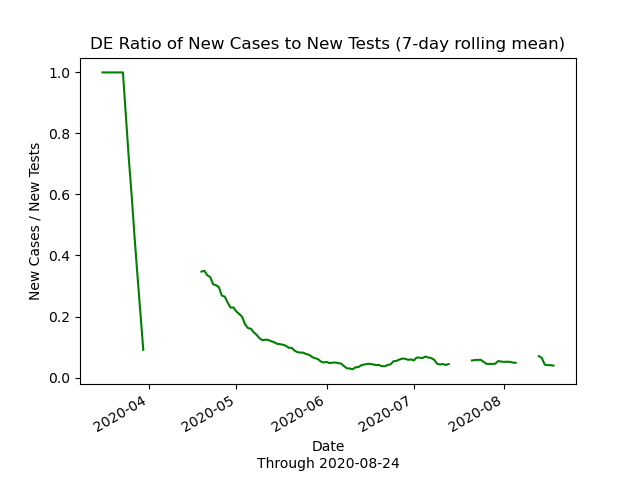 DE Ratio of New Cases to New Tests (7-day rolling mean)
1.0
0.8
0.6
0.4
0.2
0.0
New Cases / New Tests
2020-04
2020-05
2020-06
2020-07
2020-08
Date
Through 2020-08-24